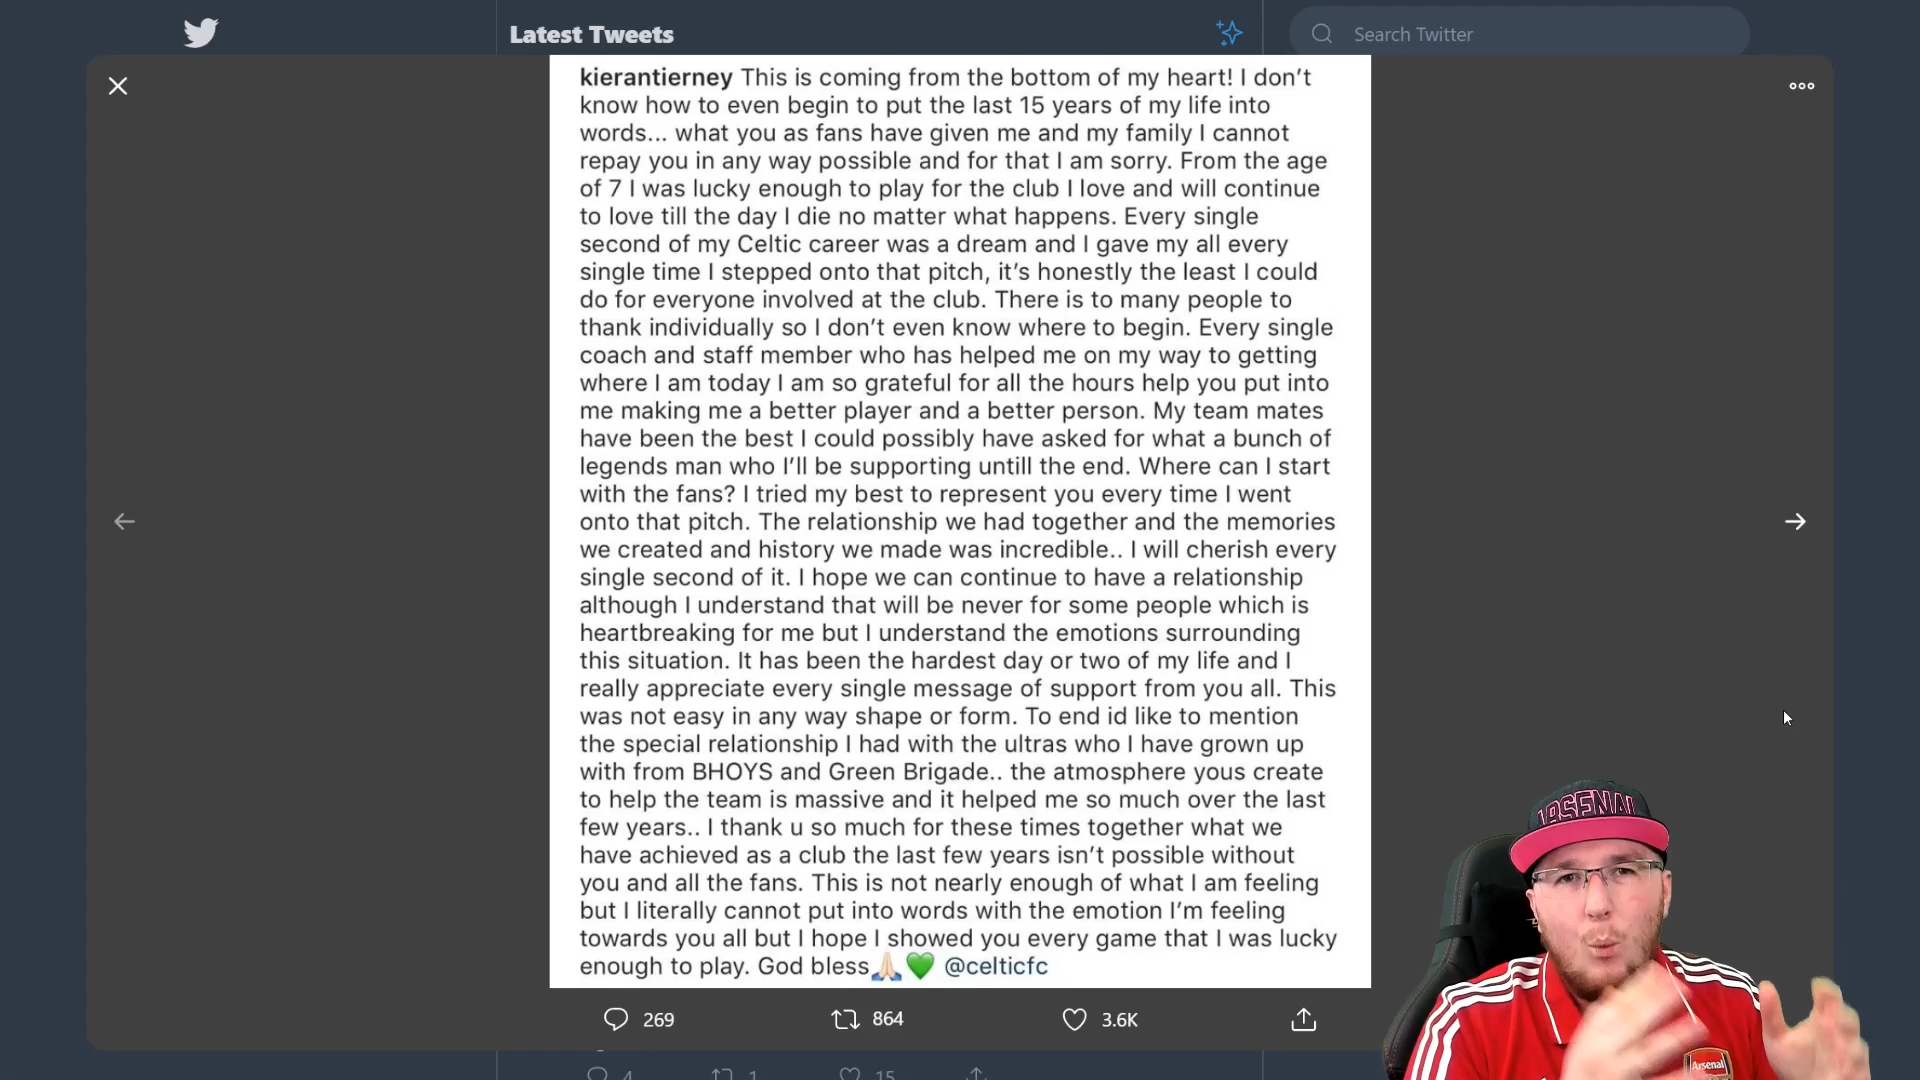 Latest Tweets
Search Twitter
kierantierney This is coming from the bottom of my heart! I don't
know how to even begin to put the last 15 years of my life into
words... what you as fans have given me and my family I cannot
repay you in any way possible and for that I am sorry. From the age
of 7 I was lucky enough to play for the club I love and will continue
to love till the day I die no matter what happens. Every single
second of my Celtic career was a dream and I gave my all every
single time I stepped onto that pitch, it's honestly the least I could
do for everyone involved at the club. There is to many people to
thank individually so I don't even know where to begin. Every single
coach and staff member who has helped me on my way to getting
where I am today I am so grateful for all the hours help you put into
me making me a better player and a better person. My team mates
have been the best I could possibly have asked for what a bunch of
legends man who I'll be supporting untill the end. Where can I start
with the fans? I tried my best to represent you every time I went
onto that pitch. The relationship we had together and the memories
we created and history we made was incredible.. I will cherish every
single second of it. I hope we can continue to have a relationship
although I understand that will be never for some people which is
heartbreaking for me but I understand the emotions surrounding
this situation. It has been the hardest day or two of my life and I
really appreciate every single message of support from you all. This
was not easy in any way shape or form. To end id like to mention
the special relationship I had with the ultras who I have grown up
with from BHOYS and Green Brigade.. the atmosphere yous create
to help the team is massive and it helped me so much over the last
few years.. I thank u so much for these times together what we
have achieved as a club the last few years isn't possible without
you and all the fans. This is not nearly enough of what I am feeling
but I literally cannot put into words with the emotion I'm feeling
towards you all but I hope I showed you every game that I was lucky
enough to play. God bless🙏🏻💚 @celticfc
269 864 3.6K
4 1 15
ARSENAL
Arsenal